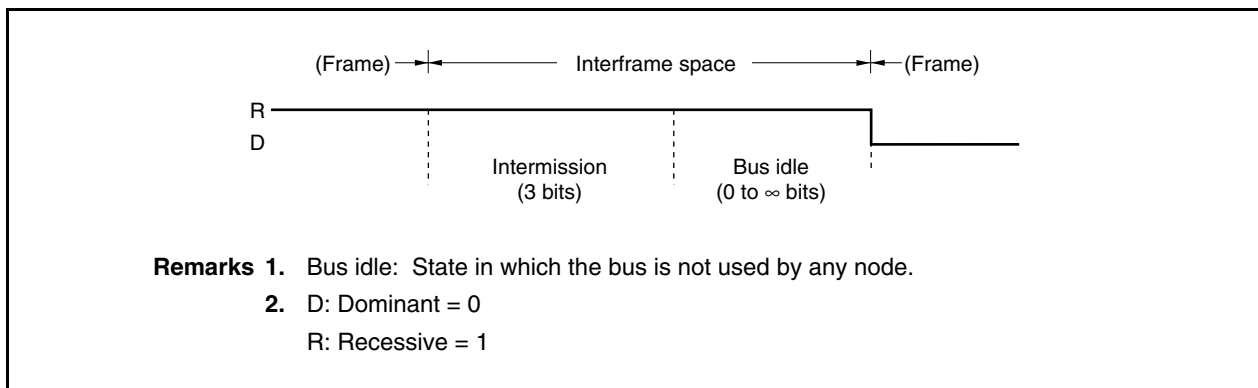 (Frame) Interframe space (Frame)
R
D
Intermission
(3 bits)
Bus idle
(0 to ∞ bits)
Remarks 1. Bus idle: State in which the bus is not used by any node.
2. D: Dominant = 0
R: Recessive = 1